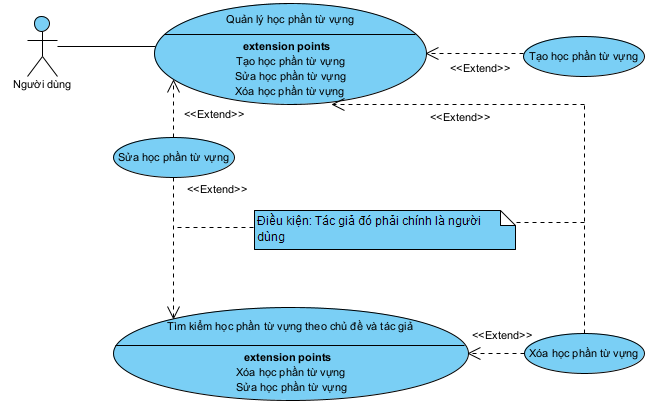 Quản lý học phần từ vựng
extension points
Tạo học phần từ vựng
Sửa học phần từ vựng
Xóa học phần từ vựng
Người dùng
<<Extend>>
Tạo học phần từ vựng
<<Extend>>
<<Extend>>
Sửa học phần từ vựng
<<Extend>>
Điều kiện: Tác giả đó phải chính là người
dùng
Tìm kiếm học phần từ vựng theo chủ đề và tác giả
extension points
Xóa học phần từ vựng
Sửa học phần từ vựng
<<Extend>>
Xóa học phần từ vựng